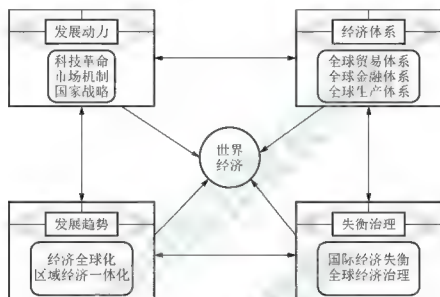 发展动力
科技革命
市场机制
国家战略
经济体系
全球贸易体系
全球金融体系
全球生产体系
世界
经济
发展趋势
经济全球化
区域经济一体化
失衡治理
国际经济失衡
全球经济治理